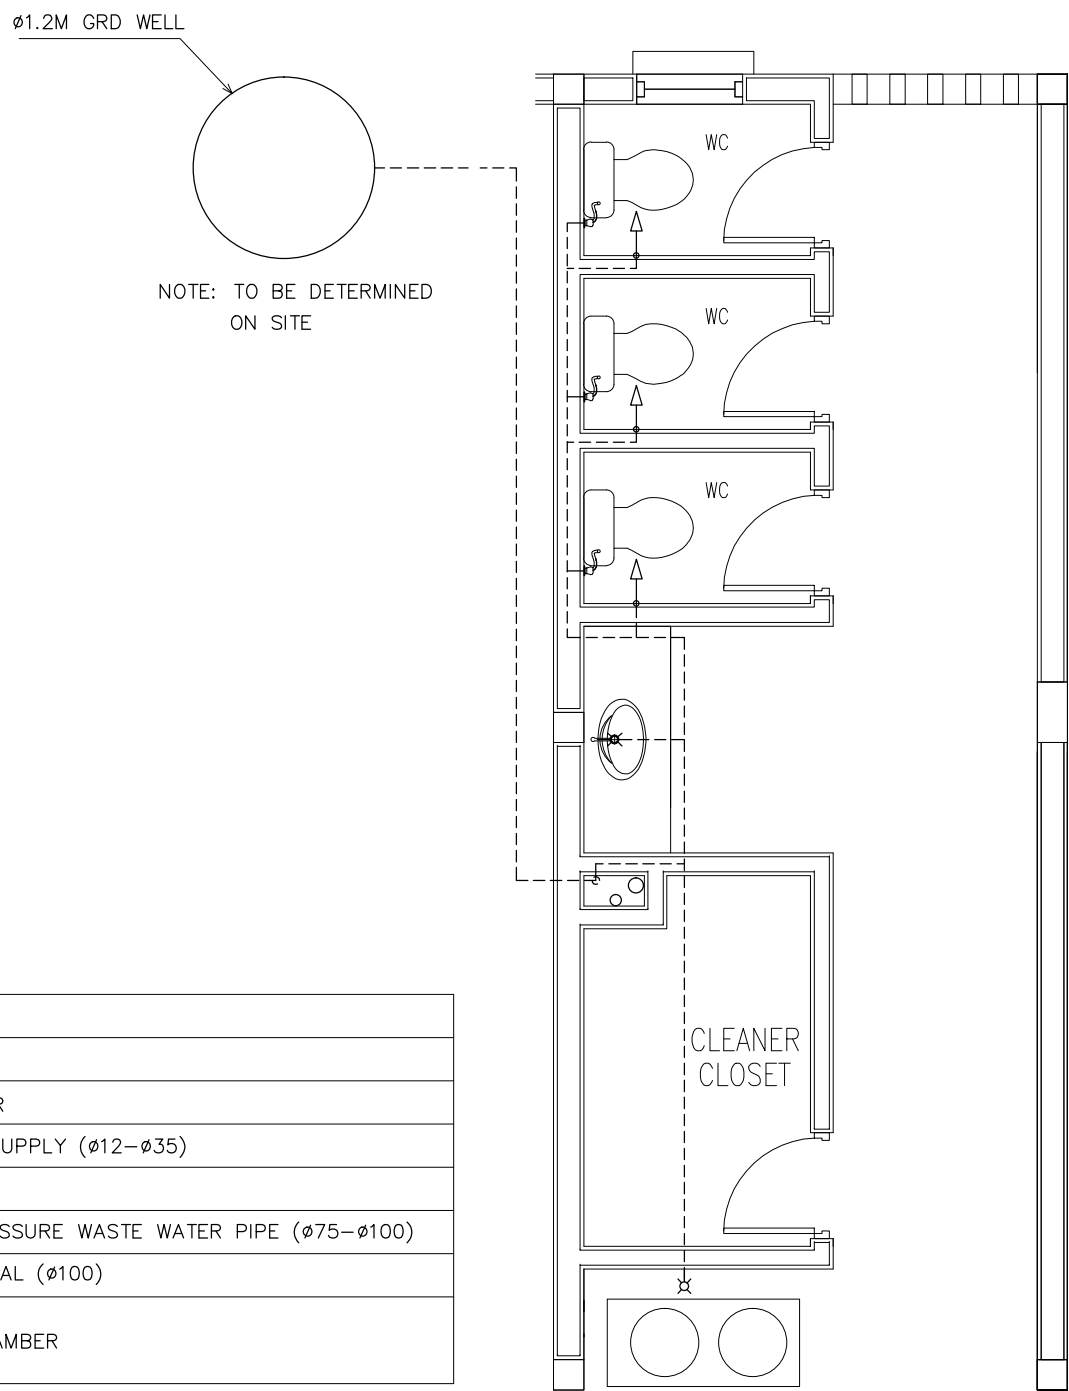 ø1.2M GRD WELL
NOTE: TO BE DETERMINED
ON SITE
WC
WC
WC
CLEANER
CLOSET
R
UPPLY (ø12-ø35)
SSURE WASTE WATER PIPE (ø75-ø100)
AL (ø100)
AMBER